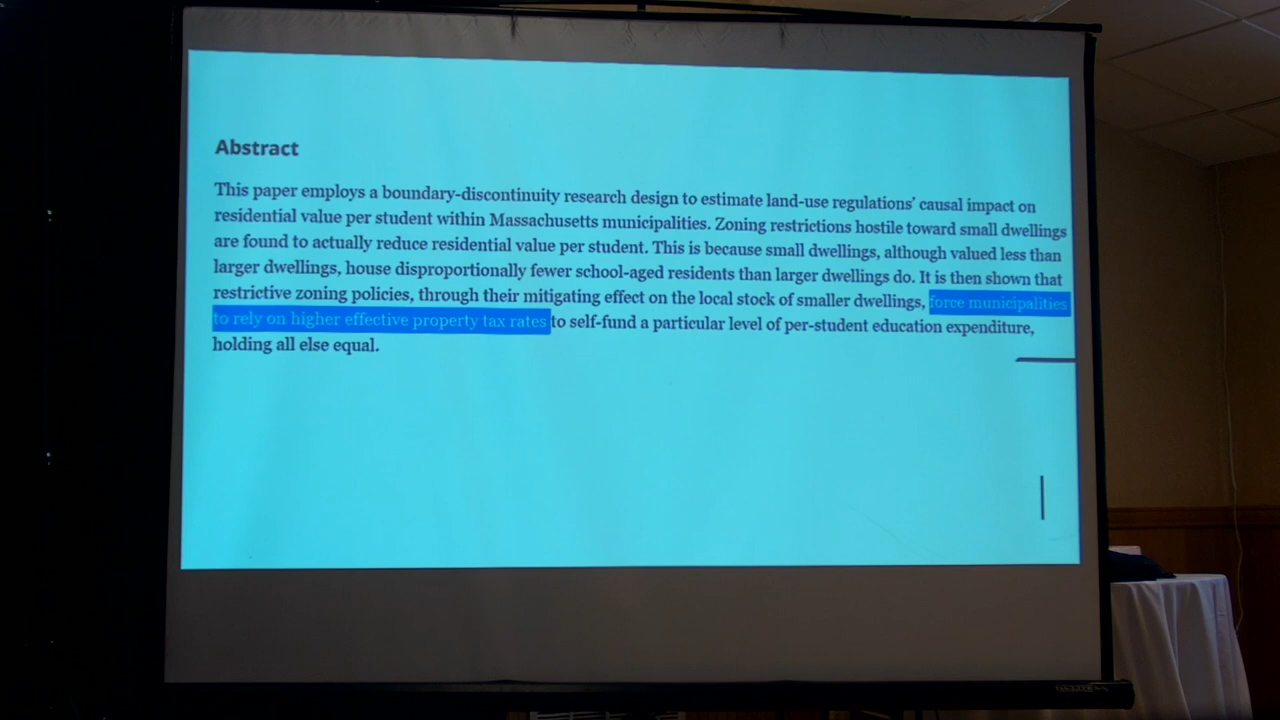 Abstract
This paper employs a boundary-discontinuity research design to estimate land-use regulations’ causal impact on
residential value per student within Massachusetts municipalities. Zoning restrictions hostile toward small dwellings
are found to actually reduce residential value per student. This is because small dwellings, although valued less than
larger dwellings, house disproportionally fewer school-aged residents than larger dwellings do. It is then shown that
restrictive zoning policies, through their mitigating effect on the local stock of smaller dwellings, force municipalities
to rely on higher effective property tax rates to self-fund a particular level of per-student education expenditure,
holding all else equal.